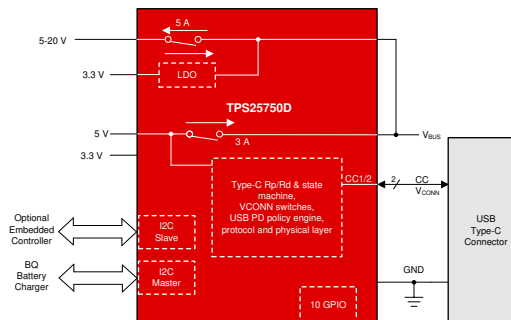 5 A
5-20 V
3.3 V
LDO
TPS25750D
5 V
3 A
VBUS
3.3 V
Type-C Rp/Rd & state
machine,
VCONN switches,
USB PD policy engine,
protocol and physical layer
CC1/2
2
CC
VCONN
USB
Type-C
Connector
Optional
Embedded
Controller
I2C
Slave
BQ
Battery
Charger
I2C
Master
GND
10 GPIO